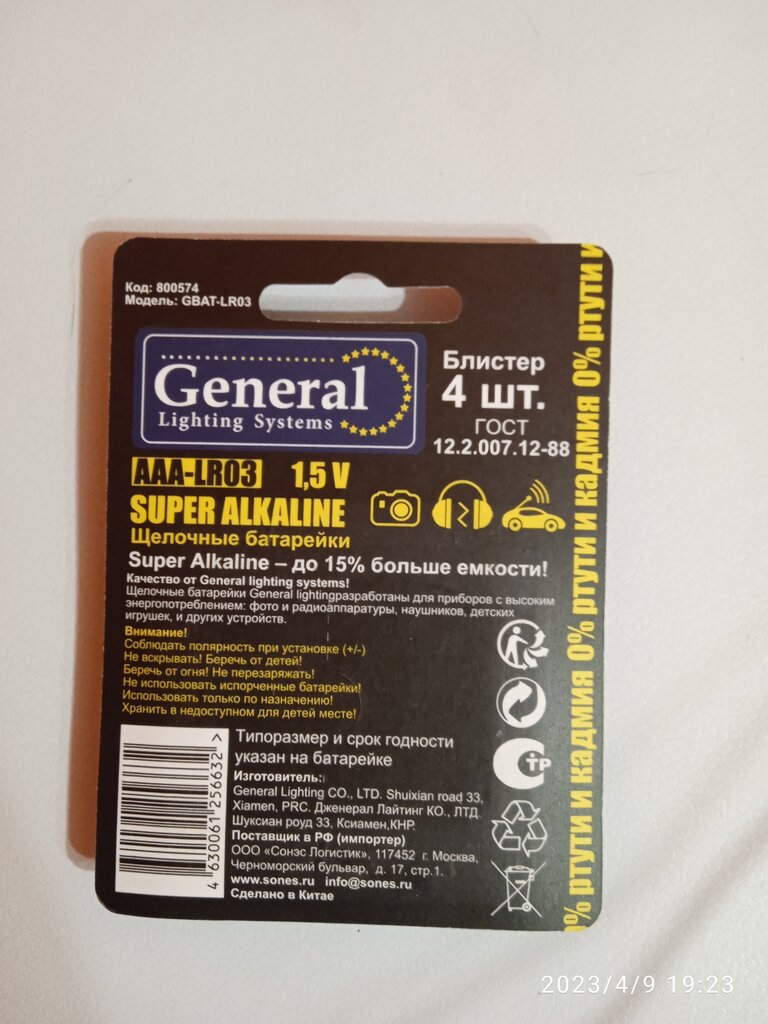 Код: 800574
Модель: GBAT-LR03
General
Lighting Systems
Блистер
4 шт.
ГОСТ
12.2.007.12-88
AAA-LR03 1,5 V
SUPER ALKALINE
Щелочные батарейки
Super Alkaline – до 15% больше емкости!
Качество от General lighting systems!
Щелочные батарейки General lightingразработаны для приборов с высоким
энергопотреблением: фото и радиоаппаратуры, наушников, детских
игрушек, и других устройств.
Внимание!
Соблюдать полярность при установке (+/-)
Не вскрывать! Беречь от детей!
Беречь от огня! Не перезаряжать!
Не использовать испорченные батарейки!
Использовать только по назначению!
Хранить в недоступном для детей месте!
Типоразмер и срок годности
указан на батарейке
Изготовитель:
General Lighting CO., LTD. Shuixian road 33,
Xiamen, PRC. Дженерал Лайтинг КО., ЛТД.
Шуксиан роуд 33, Ксиамен,КНР
Поставщик в РФ (импортер)
ООО «Сонэс Логистик», 117452 г. Москва,
Черноморский бульвар, д. 17, стр.1.
www.sones.ru info@sones.ru
Сделано в Китае
4 630061 256632 >
СТР
0% ртути и кадмия 0% ртути и кадмия 0% ртути и
2023/4/9 19:23